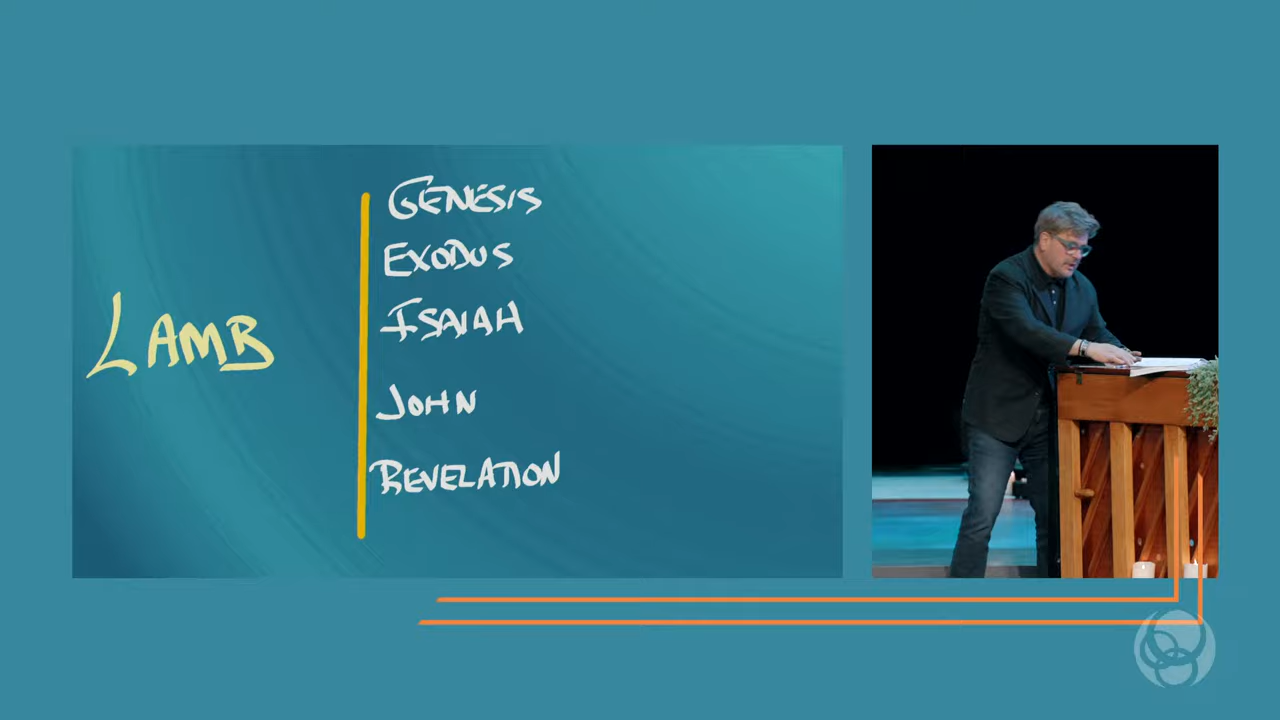 LAMB
GENESIS
EXODUS
ISAIAH
JOHN
REVELATION